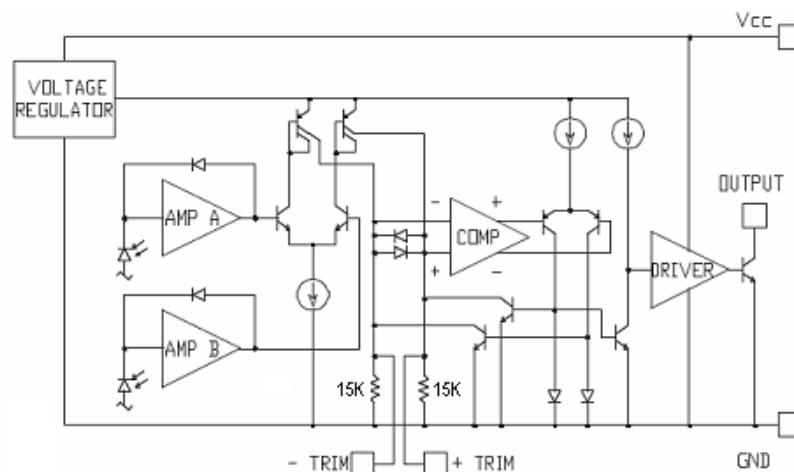 Vcc
VOLTAGE
REGULATOR
OUTPUT
AMP A
- +
COMP
+ -
DRIVER
AMP B
15K 15K
GND
- TRIM + TRIM